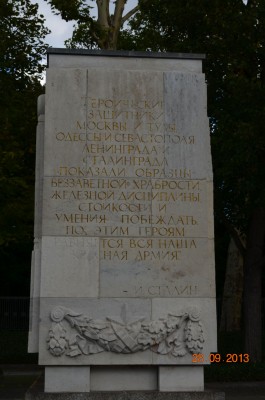 ГЕРОИЧЕСКИЕ
ЗАЩИТНИКИ
МОСКВЫ И ТУЛЫ
ОДЕССЫ И СЕВАСТОПОЛЯ
ЛЕНИНГРАДА И
СТАЛИНГРАДА
ПОКАЗАЛИ ОБРАЗЦЫ
БЕЗЗАВЕТНОЙ ХРАБРОСТИ
ЖЕЛЕЗНОЙ ДИСЦИПЛИНЫ
СТОЙКОСТИ И
УМЕНИЯ ПОБЕЖДАТЬ
ПО ЭТИМ ГЕРОЯМ
ВСЯ НАША
АРМИЯ
- И. СТАЛИН
29 09 2013